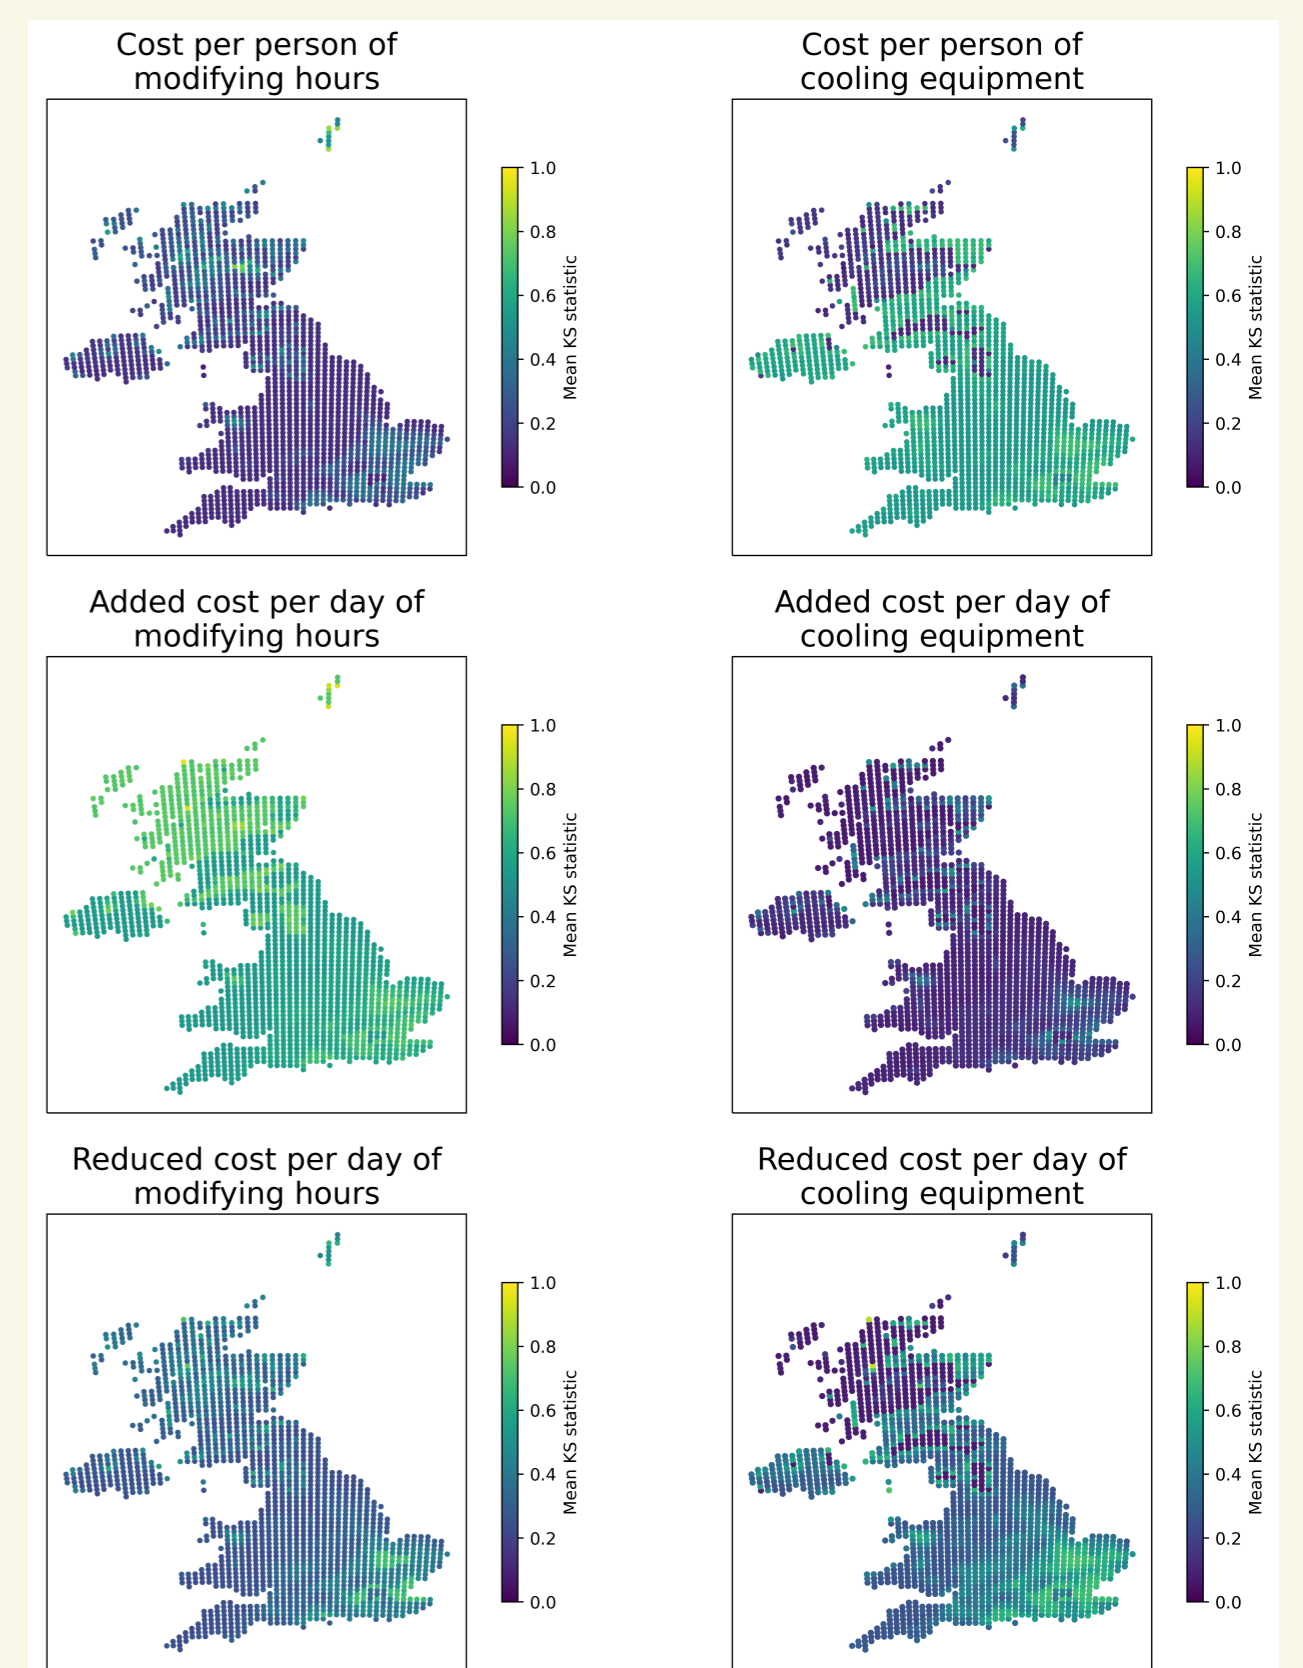 Cost per person of
modifying hours
1.0
0.8
0.6
0.4
0.2
0.0
Mean KS statistic
Cost per person of
cooling equipment
1.0
0.8
0.6
0.4
0.2
0.0
Mean KS statistic
Added cost per day of
modifying hours
1.0
0.8
0.6
0.4
0.2
0.0
Mean KS statistic
Added cost per day of
cooling equipment
1.0
0.8
0.6
0.4
0.2
0.0
Mean KS statistic
Reduced cost per day of
modifying hours
1.0
0.8
0.6
0.4
0.2
0.0
Mean KS statistic
Reduced cost per day of
cooling equipment
1.0
0.8
0.6
0.4
0.2
0.0
Mean KS statistic